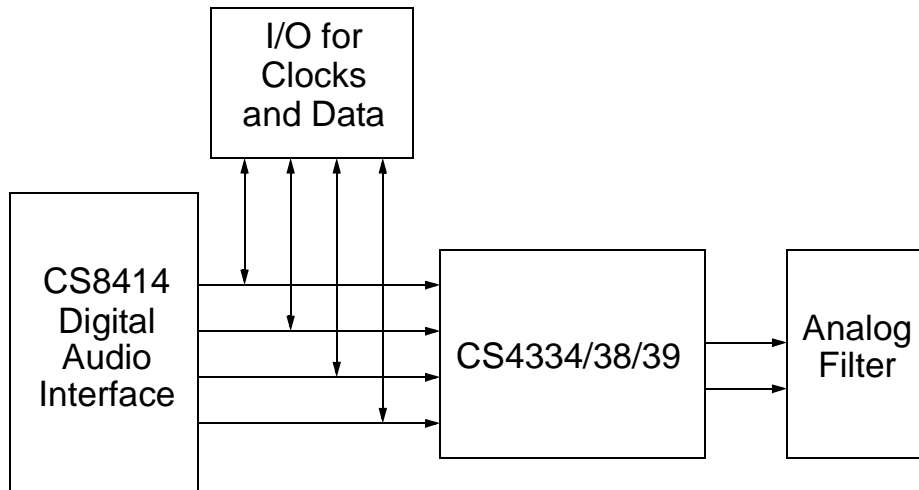 I/O for
Clocks
and Data
CS8414
Digital
Audio
Interface
CS4334/38/39
Analog
Filter